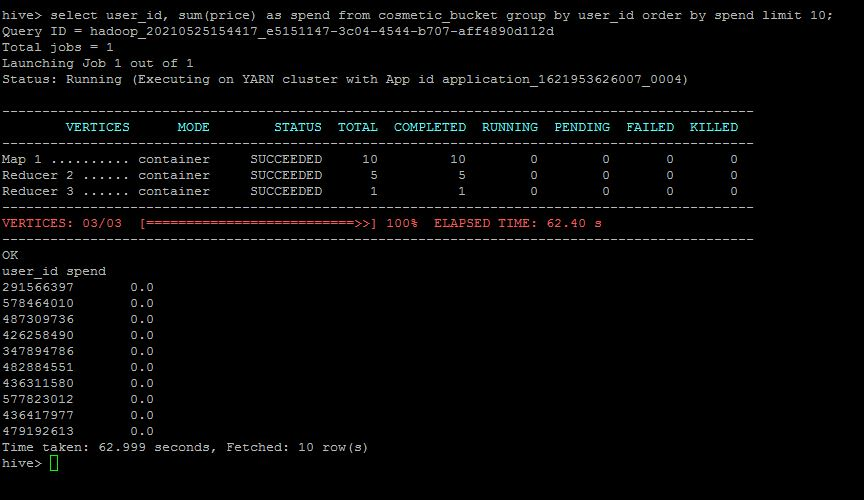 hive> select user_id, sum(price) as spend from cosmetic_bucket group by user_id order by spend limit 10;
Query ID = hadoop_20210525154417_e5151147-3c04-4544-b707-aff4890d112d
Total jobs = 1
Launching Job 1 out of 1
Status: Running (Executing on YARN cluster with App id application_1621953626007_0004)
----------------------------------------------------------------------------------------------
        VERTICES      MODE        STATUS  TOTAL  COMPLETED  RUNNING  PENDING  FAILED  KILLED
----------------------------------------------------------------------------------------------
Map 1 .......... container     SUCCEEDED     10         10        0        0       0       0
Reducer 2 ...... container     SUCCEEDED      5          5        0        0       0       0
Reducer 3 ...... container     SUCCEEDED      1          1        0        0       0       0
----------------------------------------------------------------------------------------------
VERTICES: 03/03  [==========================>>] 100%  ELAPSED TIME: 62.40 s
----------------------------------------------------------------------------------------------
OK
user_id spend
291566397       0.0
578464010       0.0
487309736       0.0
426258490       0.0
347894786       0.0
482884551       0.0
436311580       0.0
577823012       0.0
436417977       0.0
479192613       0.0
Time taken: 62.999 seconds, Fetched: 10 row(s)
hive>